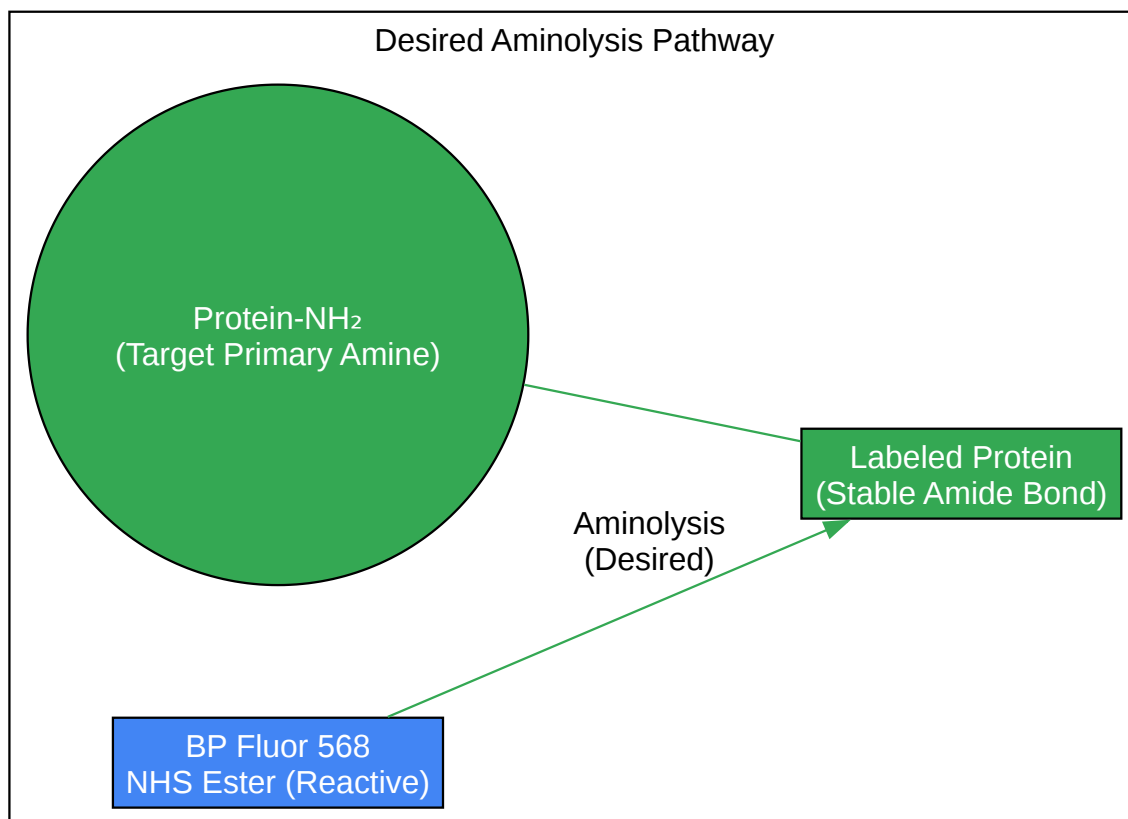 Desired Aminolysis Pathway
Protein-NH₂
(Target Primary Amine)
Labeled Protein
(Stable Amide Bond)
Aminolysis
(Desired)
BP Fluor 568
NHS Ester (Reactive)